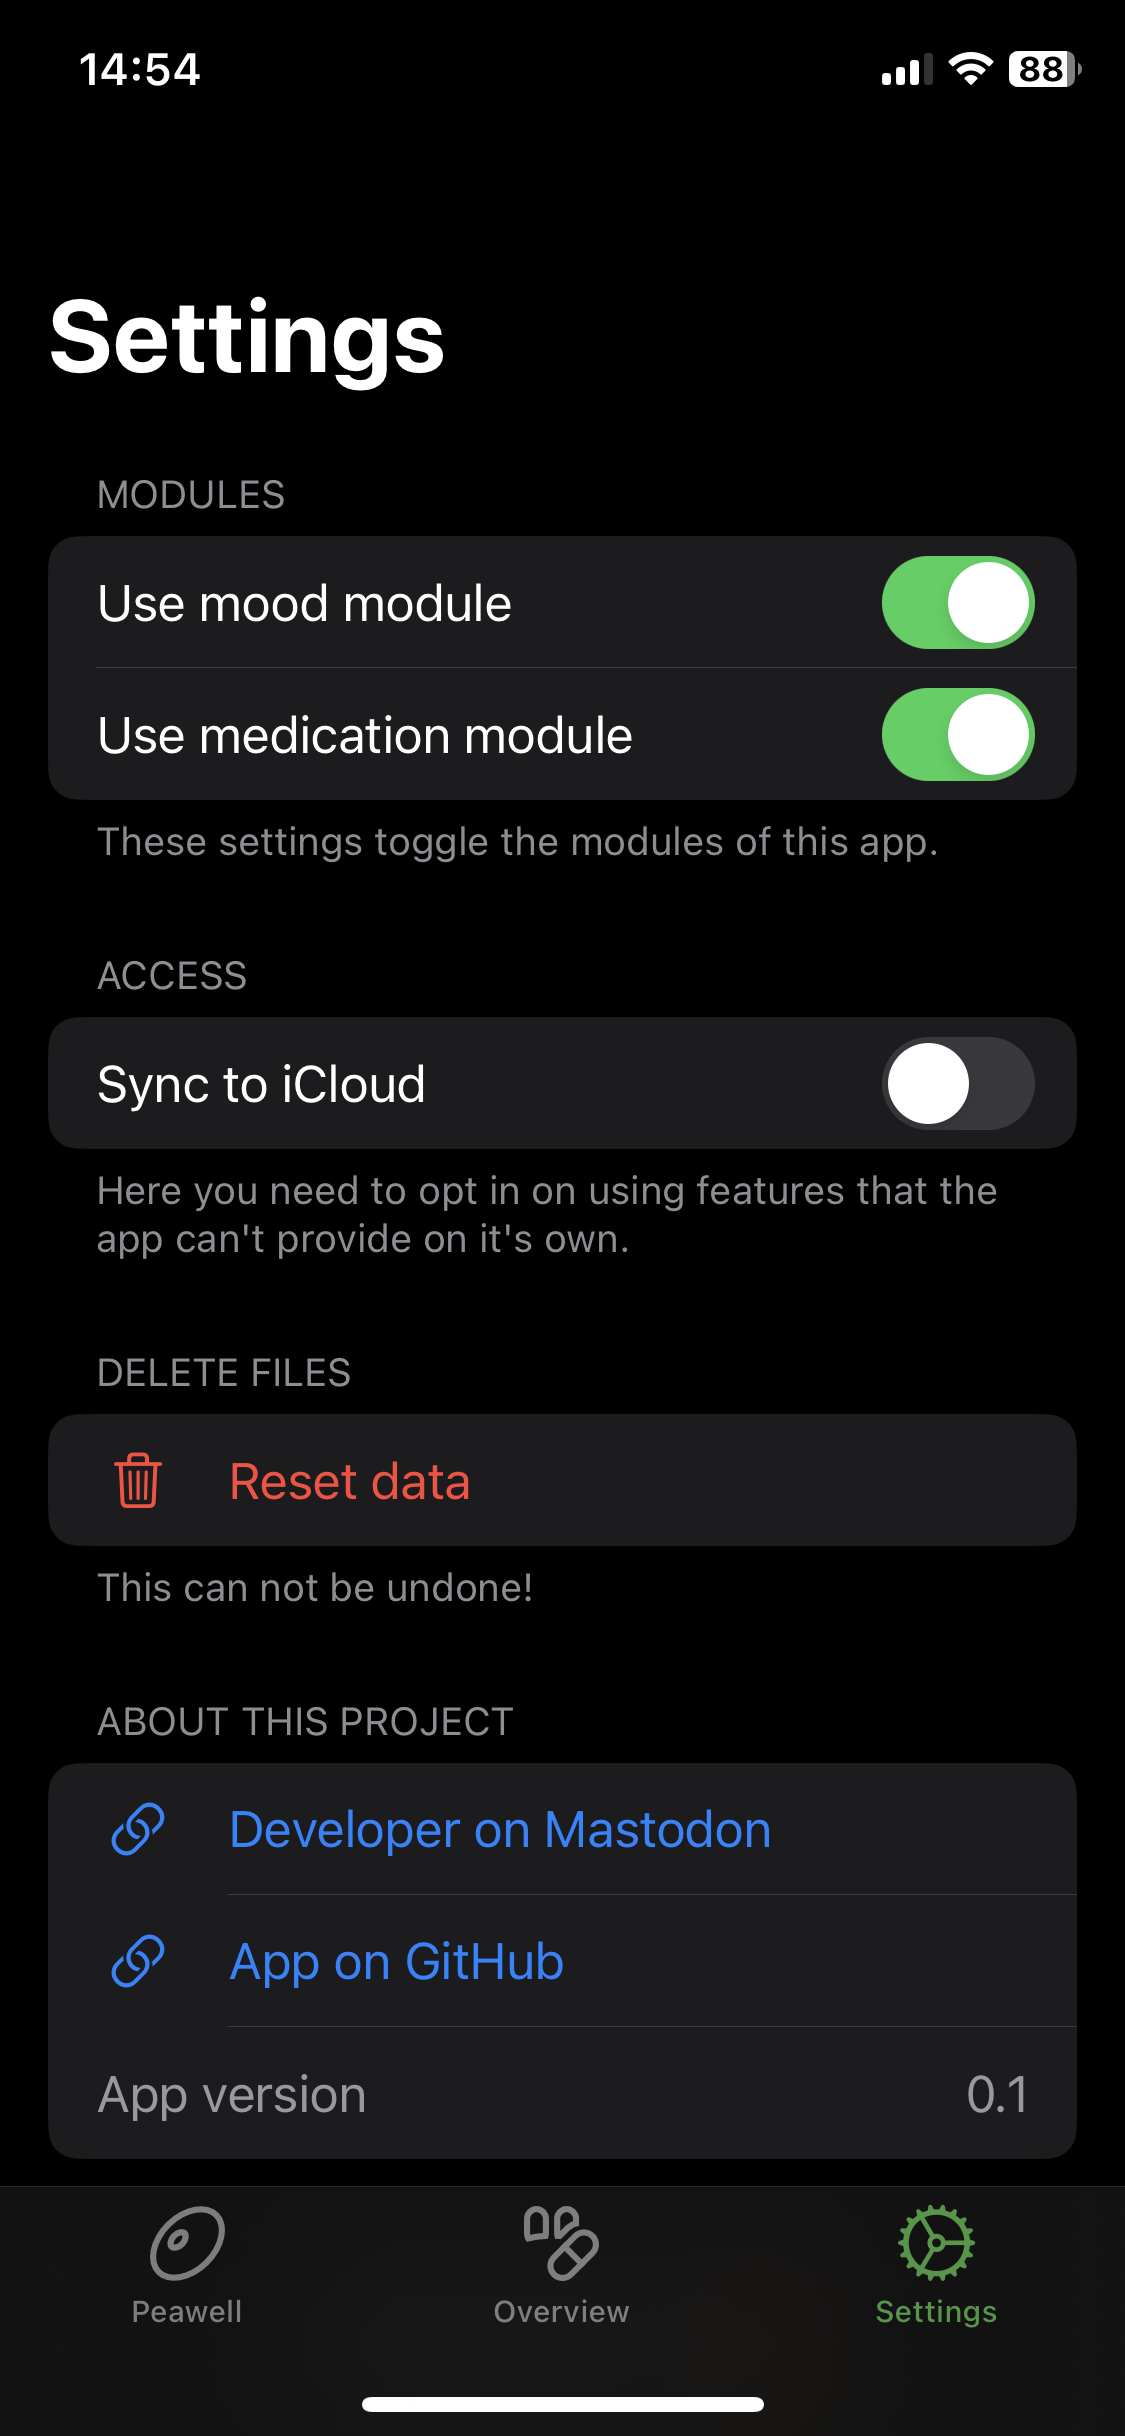 14:54
88
Settings
MODULES
Use mood module
Use medication module
These settings toggle the modules of this app.
ACCESS
Sync to iCloud
Here you need to opt in on using features that the
app can't provide on it's own.
DELETE FILES
Reset data
This can not be undone!
ABOUT THIS PROJECT
Developer on Mastodon
App on GitHub
App version 0.1
Peawell Overview Settings